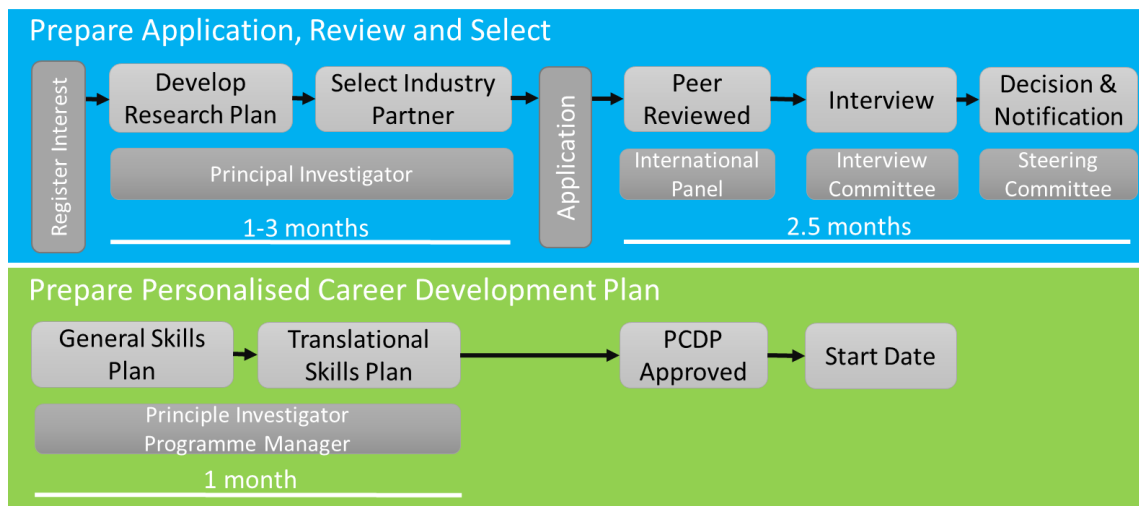 Prepare Application, Review and Select
Register Interest
Develop
Research Plan
Select Industry
Partner
Principal Investigator
1-3 months
Application
Peer
Reviewed
Interview
Decision &
Notification
International
Panel
Interview
Committee
Steering
Committee
2.5 months
Prepare Personalised Career Development Plan
General Skills
Plan
Translational
Skills Plan
PCDP
Approved
Start Date
Principle Investigator
Programme Manager
1 month